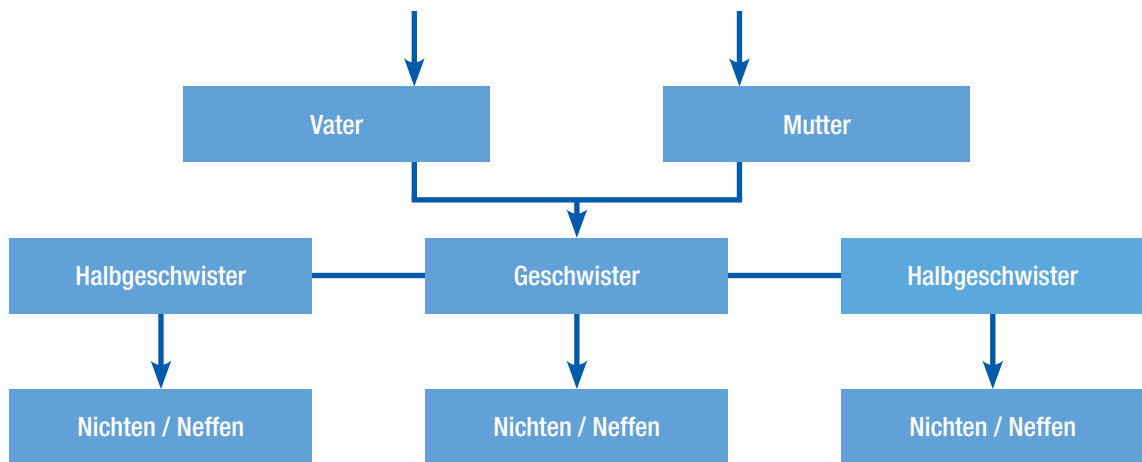 Vater
Mutter
Halbgeschwister
Geschwister
Halbgeschwister
Nichten / Neffen
Nichten / Neffen
Nichten / Neffen